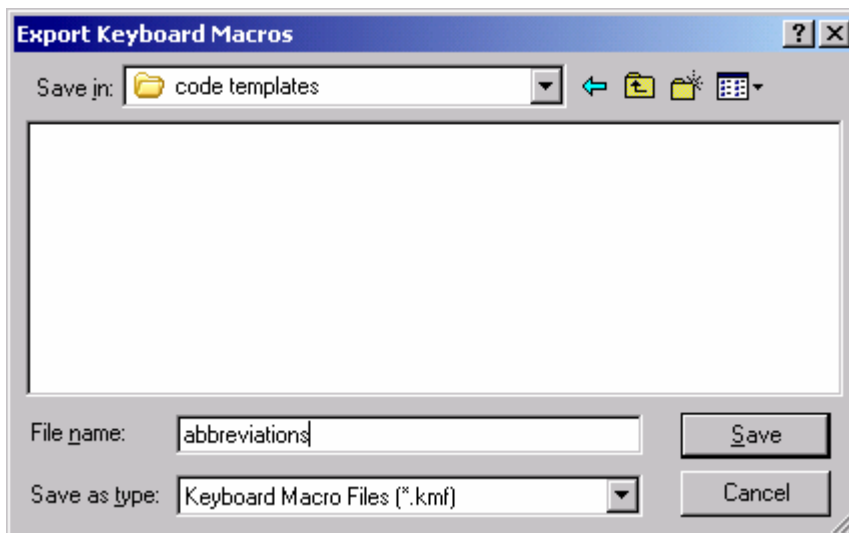 Export Keyboard Macros
Save in: code templates
File name: abbreviations Save
Save as type: Keyboard Macro Files (*.kmf) Cancel